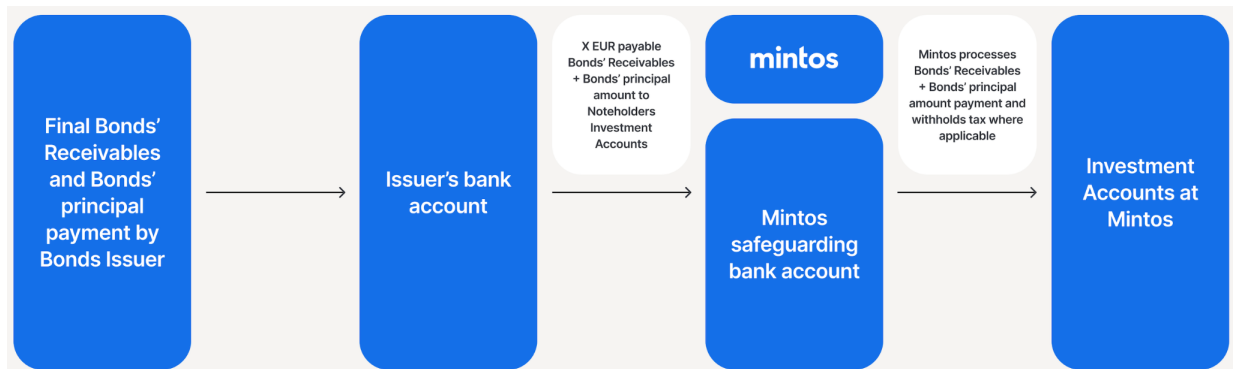 Final Bonds'
Receivables
and Bonds'
principal
payment by
Bonds Issuer
Issuer's bank
account
X EUR payable
Bonds' Receivables
+ Bonds' principal
amount to
Noteholders
Investment
Accounts
mintos
Mintos
safeguarding
bank account
Mintos processes
Bonds' Receivables
+ Bonds' principal
amount payment and
withholds tax where
applicable
Investment
Accounts at
Mintos